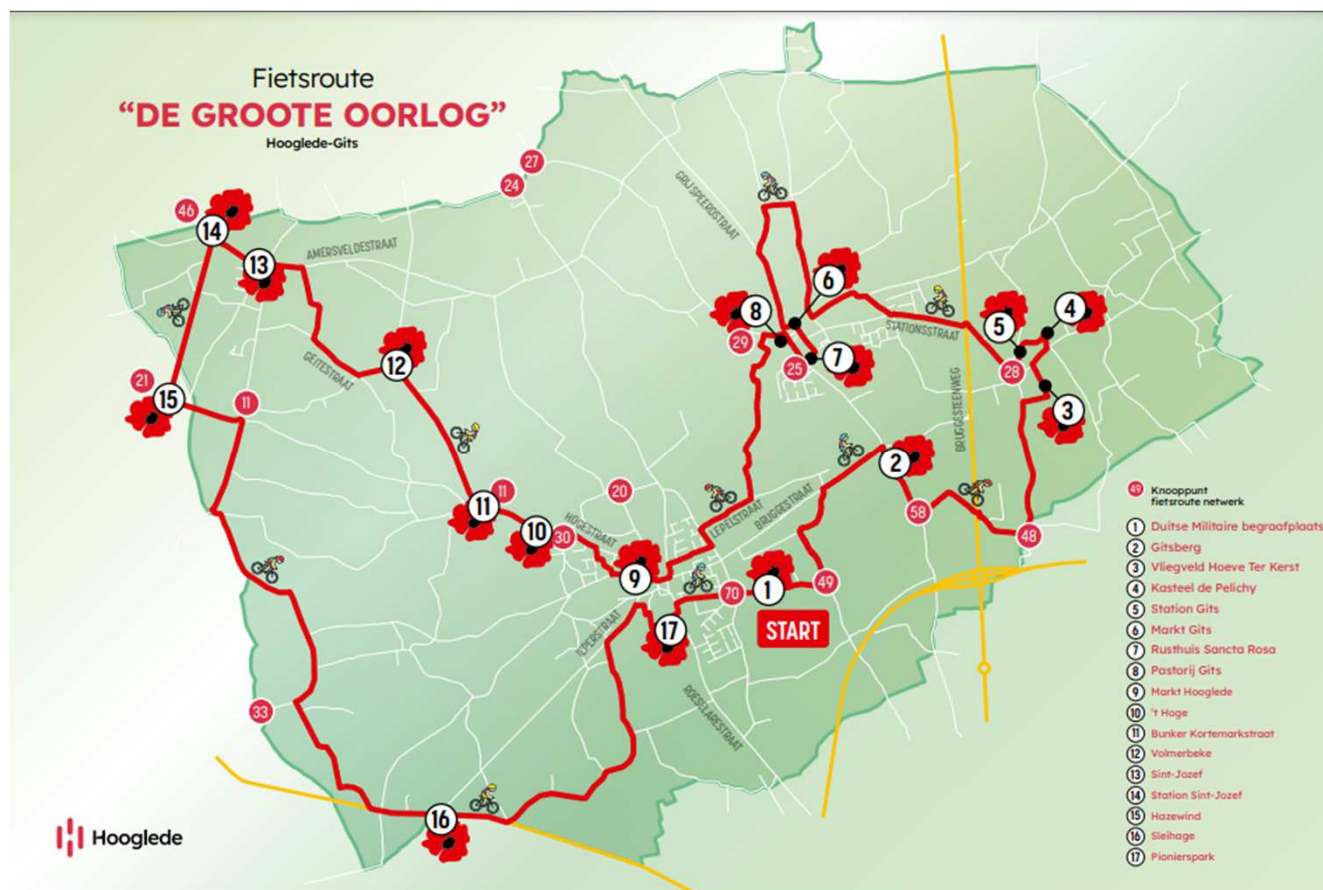 Fietsroute
“DE GROOTE OORLOG”
Hooglede-Gits
27
24
46
14
13
AMERSVELDESTRAAT
GRIJSPEERDSTRAAT
6
8
29
25
7
5
4
28
3
STATIONSSTRAAT
BRUGGESTEENWEG
12
GEITESTRAAT
21
15
11
11
11
10
30
HOGESTRAAT
20
9
LEPELSTRAAT
BRUGGESTRAAT
2
58
48
70
1
49
START
17
IEPERSTRAAT
ROESELARESTRAAT
33
16
49 Knooppunt
fietsroute netwerk
1 Duitse Militaire begraafplaats
2 Gitsberg
3 Vliegveld Hoeve Ter Kerst
4 Kasteel de Pelichy
5 Station Gits
6 Markt Gits
7 Rusthuis Sancta Rosa
8 Pastorij Gits
9 Markt Hooglede
10 't Hoge
11 Bunker Kortemarkstraat
12 Volmerbeke
13 Sint-Jozef
14 Station Sint-Jozef
15 Hazewind
16 Sleihage
17 Pionierspark
Hooglede